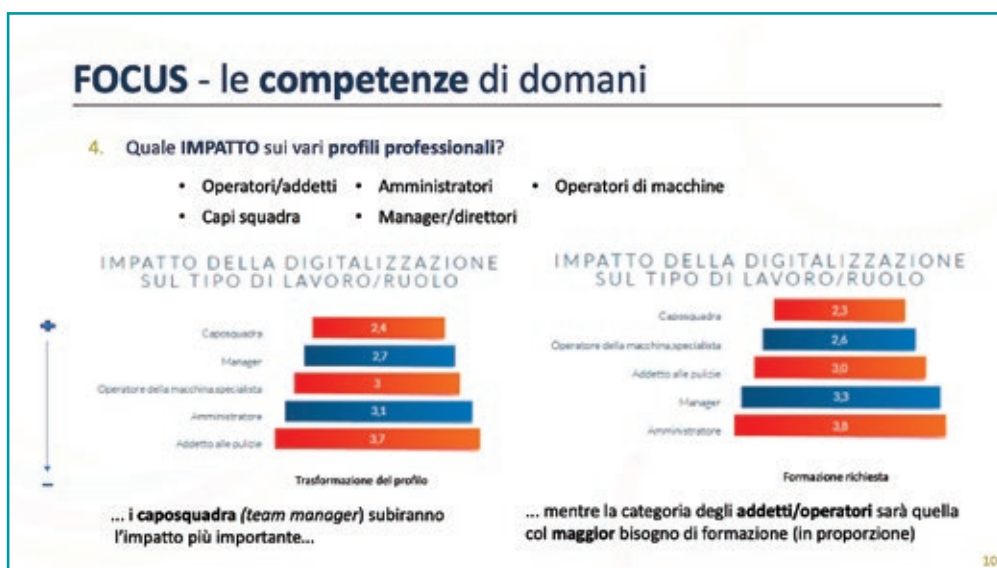 FOCUS - le competenze di domani
4. Quale IMPATTO sui vari profili professionali?
• Operatori/addetti • Amministratori • Operatori di macchine
• Capi squadra • Manager/direttori
IMPATTO DELLA DIGITALIZZAZIONE
SUL TIPO DI LAVORO/RUOLO
+
Caposquadra 2,4
Manager 2,7
Operatore della macchina,specialista 3
Amministratore 3,1
Addetto alle pulizie 3,7
–
Trasformazione del profilo
... i caposquadra (team manager) subiranno
l'impatto più importante...
IMPATTO DELLA DIGITALIZZAZIONE
SUL TIPO DI LAVORO/RUOLO
Caposquadra 2,3
Operatore della macchina,specialista 2,6
Addetto alle pulizie 3,0
Manager 3,3
Amministratore 3,8
Formazione richiesta
... mentre la categoria degli addetti/operatori sarà quella
col maggior bisogno di formazione (in proporzione)
10